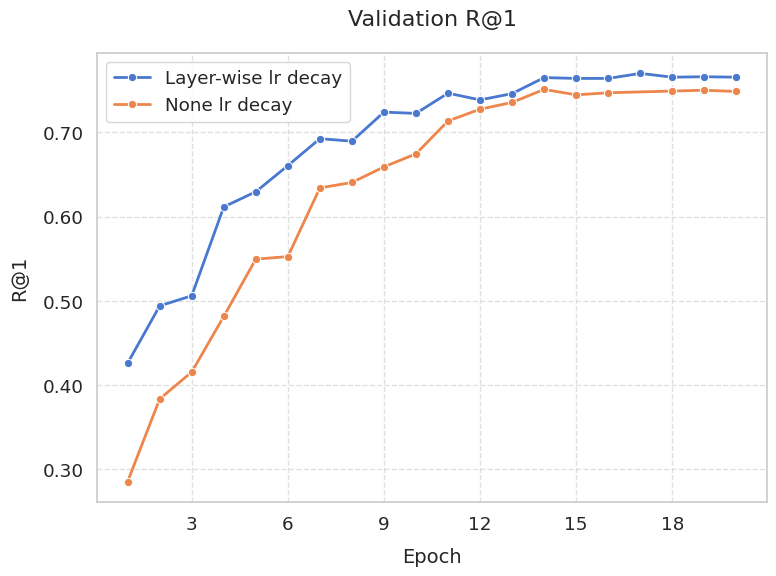 Validation R@1
Layer-wise lr decay
None lr decay
R@1
0.70
0.60
0.50
0.40
0.30
3 6 9 12 15 18
Epoch